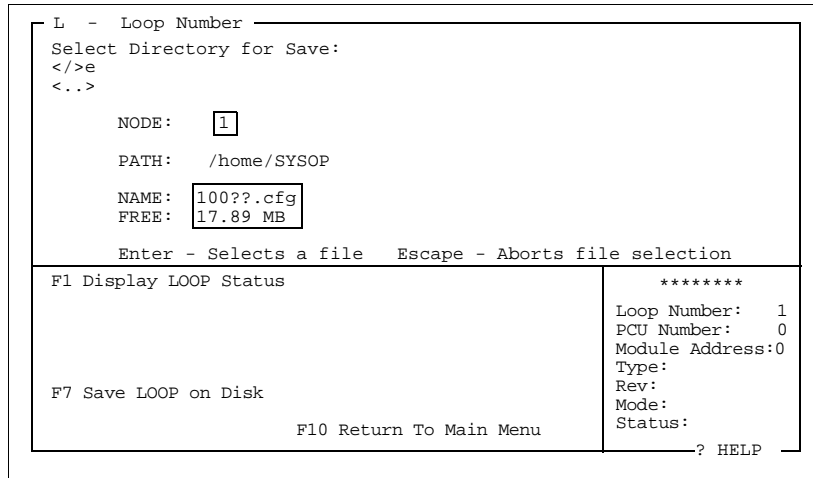 L - Loop Number
Select Directory for Save:
</>e
<..>
NODE: 1
PATH: /home/SYSOP
NAME: 100??.cfg
FREE: 17.89 MB
Enter - Selects a file Escape - Aborts file selection
F1 Display LOOP Status
F7 Save LOOP on Disk
F10 Return To Main Menu
********
Loop Number: 1
PCU Number: 0
Module Address:0
Type:
Rev:
Mode:
Status:
? HELP